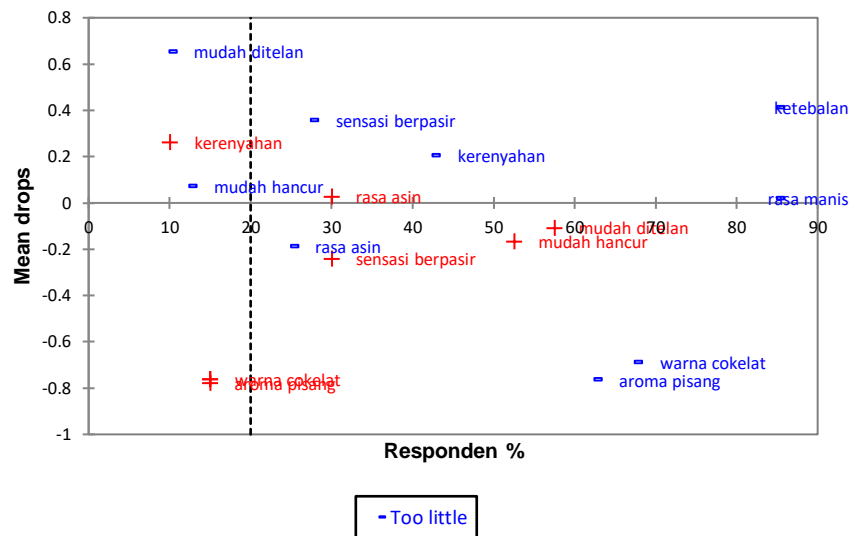 0.8
mudah ditelan
0.6
ketebalan
0.4
sensasi berpasir
kerenyahan
kerenyahan
0.2
mudah hancur
rasa asin
rasa manis
0
0 10 20 30 40 50 60 70 80 90
mudah ditelan
mudah hancur
rasa asin
-0.2
sensasi berpasir
-0.4
-0.6
warna cokelat
warna cokelat
aroma pisang
aroma pisang
-0.8
-1
Mean drops
Responden %
Too little